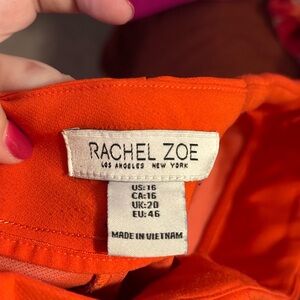 RACHEL ZOE
LOS ANGELES NEW YORK
US:16
CA:16
UK:20
EU:46
MADE IN VIETNAM